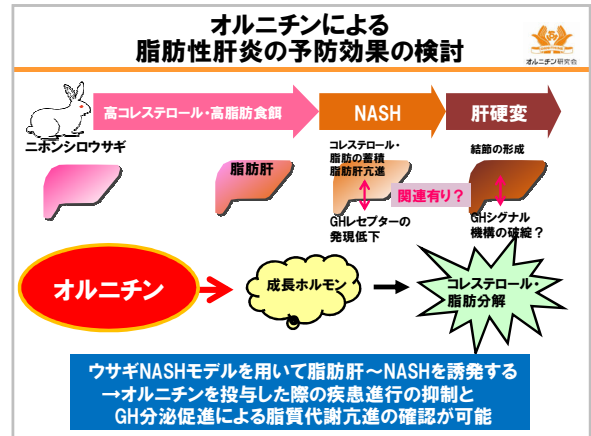 オルニチンによる
脂肪性肝炎の予防効果の検討
オルニチン研究会
高コレステロール・高脂肪食餌
NASH
肝硬変
ニホンシロウサギ
脂肪肝
コレステロール・
脂肪の蓄積
脂肪肝亢進
結節の形成
関連有り？
GHレセプターの
発現低下
GHシグナル
機構の破綻？
オルニチン
成長ホルモン
コレステロール・
脂肪分解
ウサギNASHモデルを用いて脂肪肝～NASHを誘発する
→オルニチンを投与した際の疾患進行の抑制と
GH分泌促進による脂質代謝亢進の確認が可能